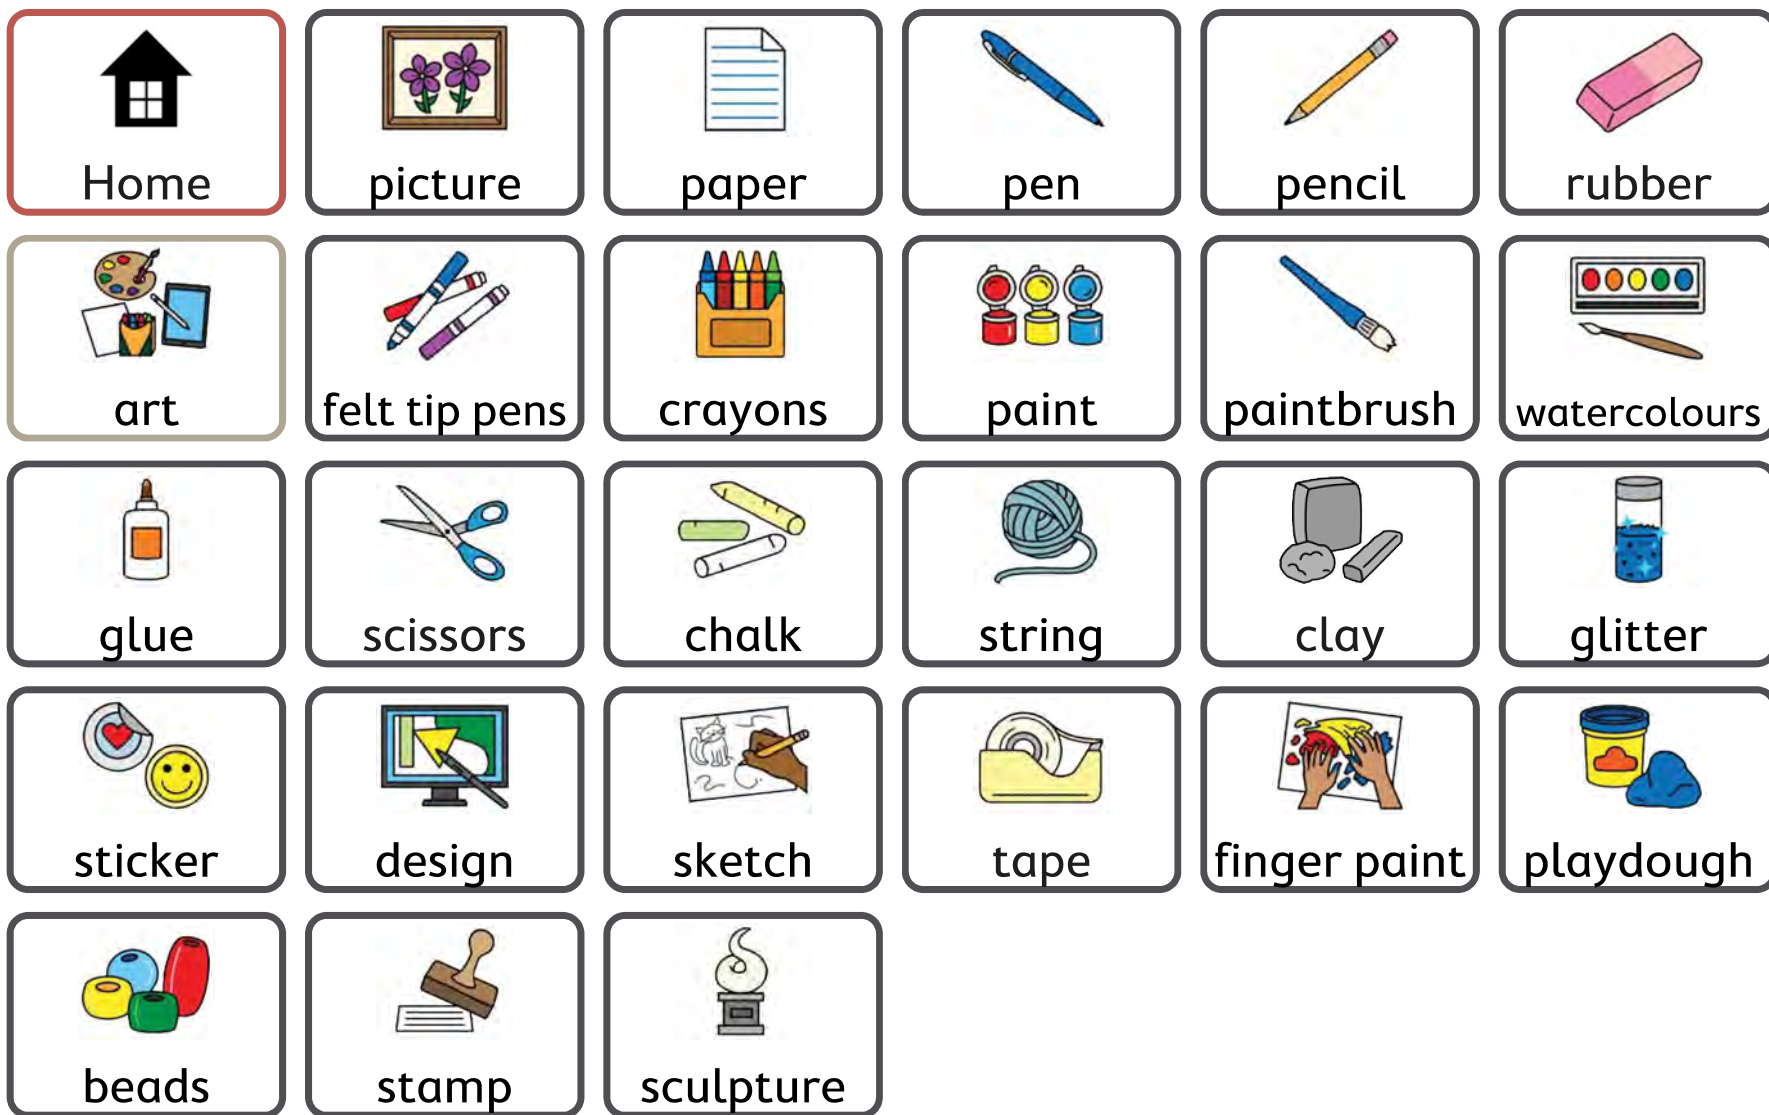 Home picture paper pen pencil rubber
art felt tip pens crayons paint paintbrush watercolours
glue scissors chalk string clay glitter
sticker design sketch tape finger paint playdough
beads stamp sculpture